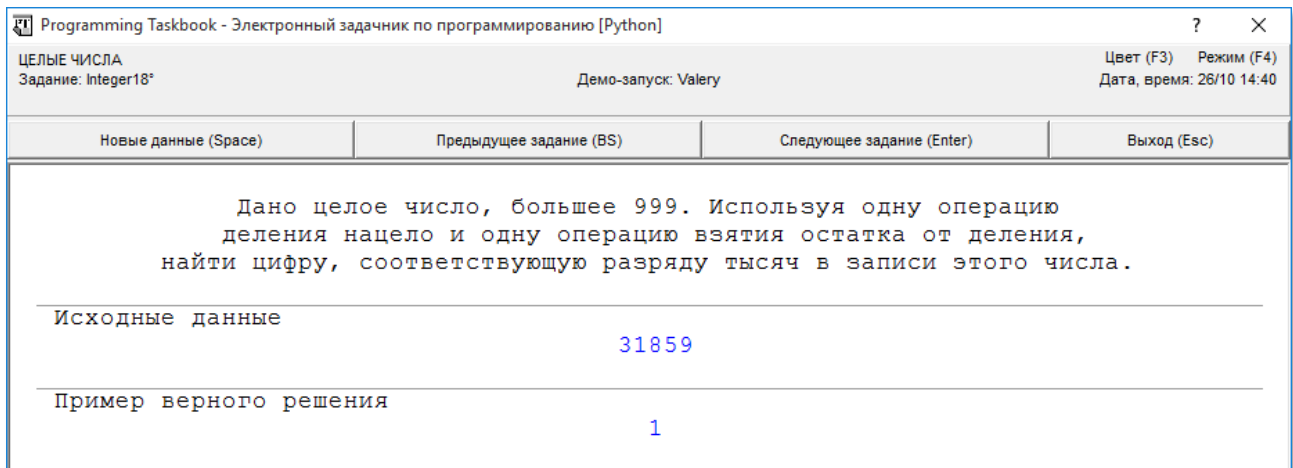 Programming Taskbook - Электронный задачник по программированию [Python] ? ×
ЦЕЛЫЕ ЧИСЛА Цвет (F3) Режим (F4)
Задание: Integer18° Демо-запуск: Valery Дата, время: 26/10 14:40
Новые данные (Space) Предыдущее задание (BS) Следующее задание (Enter) Выход (Esc)
Дано целое число, большее 999. Используя одну операцию
деления нацело и одну операцию взятия остатка от деления,
найти цифру, соответствующую разряду тысяч в записи этого числа.
Исходные данные
31859
Пример верного решения
1